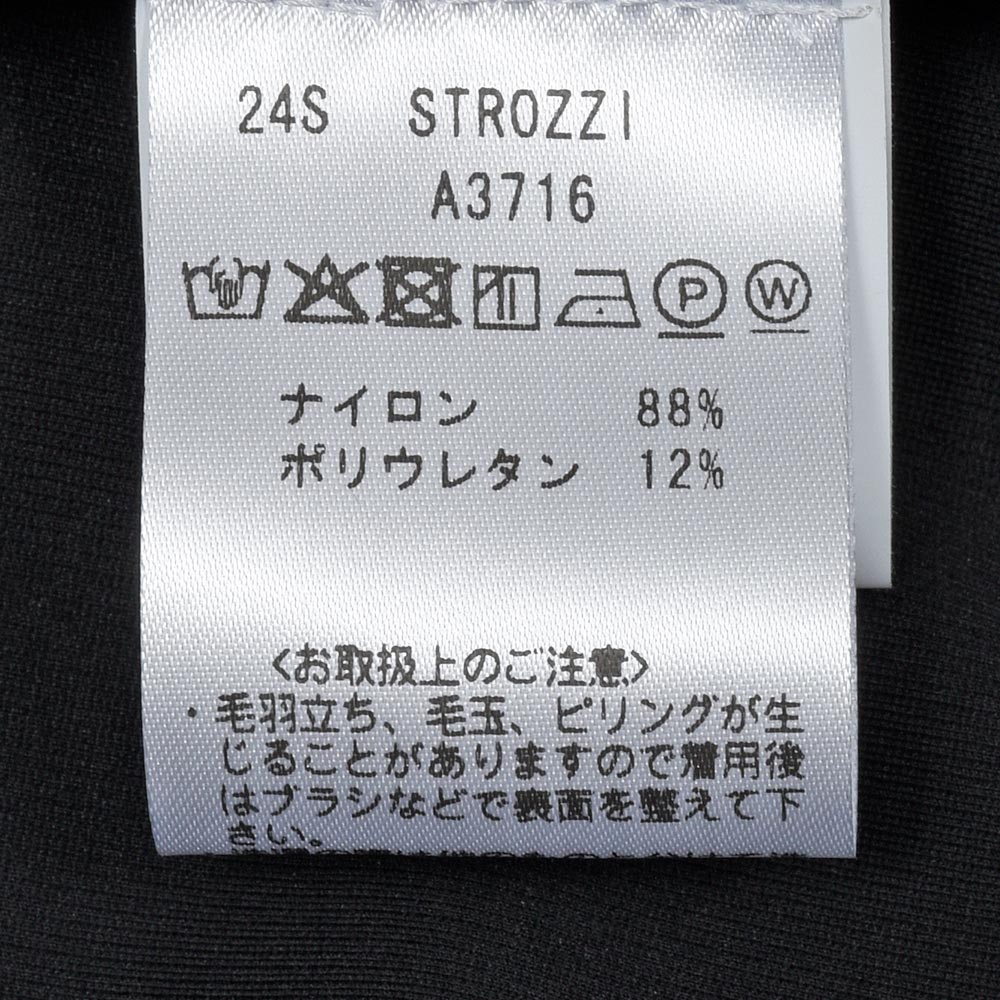 24S STROZZI
A3716
P W
ナイロン 88%
ポリウレタン 12%
〈お取扱上のご注意〉
・毛羽立ち、毛玉、ピリングが生
じることがありますので着用後
はブラシなどで表面を整えて下
さい。